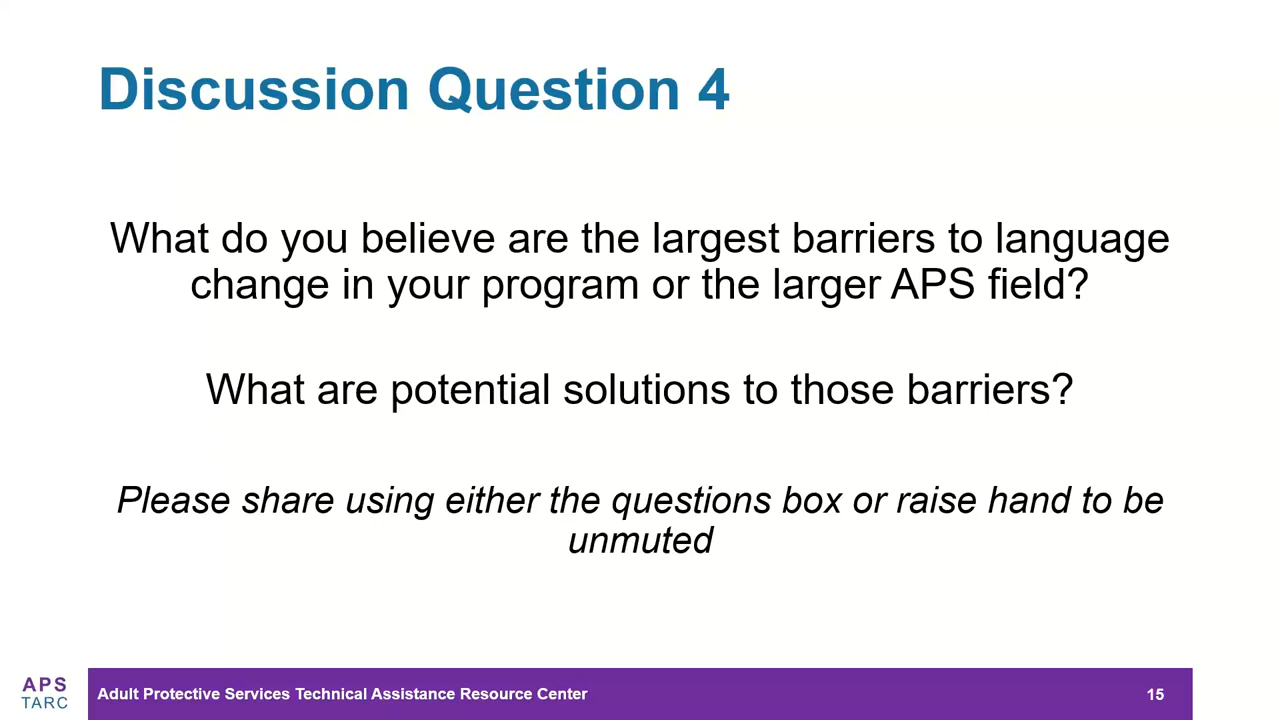 Discussion Question 4
What do you believe are the largest barriers to language
change in your program or the larger APS field?
What are potential solutions to those barriers?
Please share using either the questions box or raise hand to be
unmuted
APS
TARC
Adult Protective Services Technical Assistance Resource Center
15